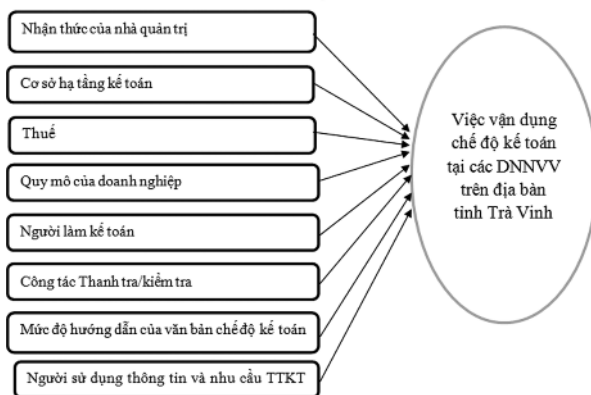 Nhận thức của nhà quản trị
Cơ sở hạ tầng kế toán
Thuế
Quy mô của doanh nghiệp
Người làm kế toán
Công tác Thanh tra/kiểm tra
Mức độ hướng dẫn của văn bản chế độ kế toán
Người sử dụng thông tin và nhu cầu TTKT
Việc vận dụng
chế độ kế toán
tại các DNNVV
trên địa bàn
tỉnh Trà Vinh